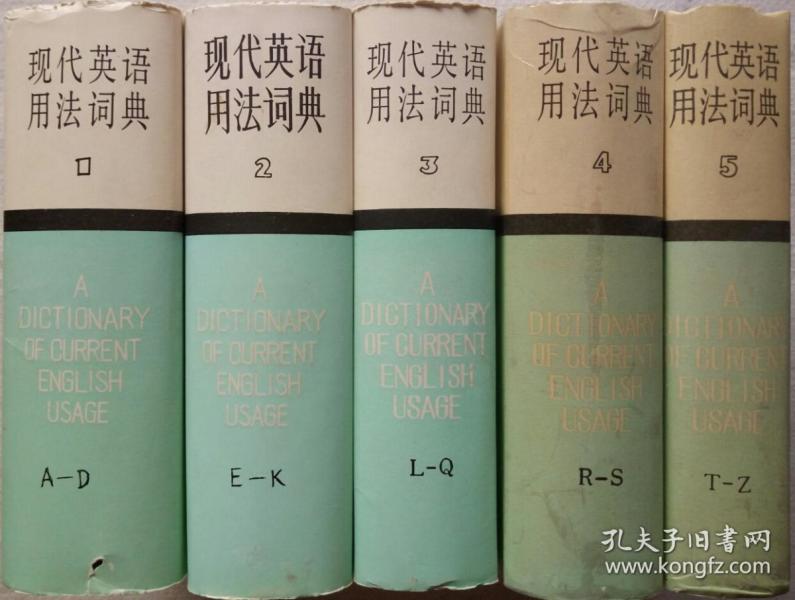 现代英语
用法词典
1
A
DICTIONARY
OF CURRENT
ENGLISH
USAGE
A-D
现代英语
用法词典
2
A
DICTIONARY
OF CURRENT
ENGLISH
USAGE
E-K
现代英语
用法词典
3
A
DICTIONARY
OF CURRENT
ENGLISH
USAGE
L-Q
现代英语
用法词典
4
A
DICTIONARY
OF CURRENT
ENGLISH
USAGE
R-S
现代英语
用法词典
5
A
DICTIONARY
OF CURRENT
ENGLISH
USAGE
T-Z
孔夫子旧書网
www.kongfz.com